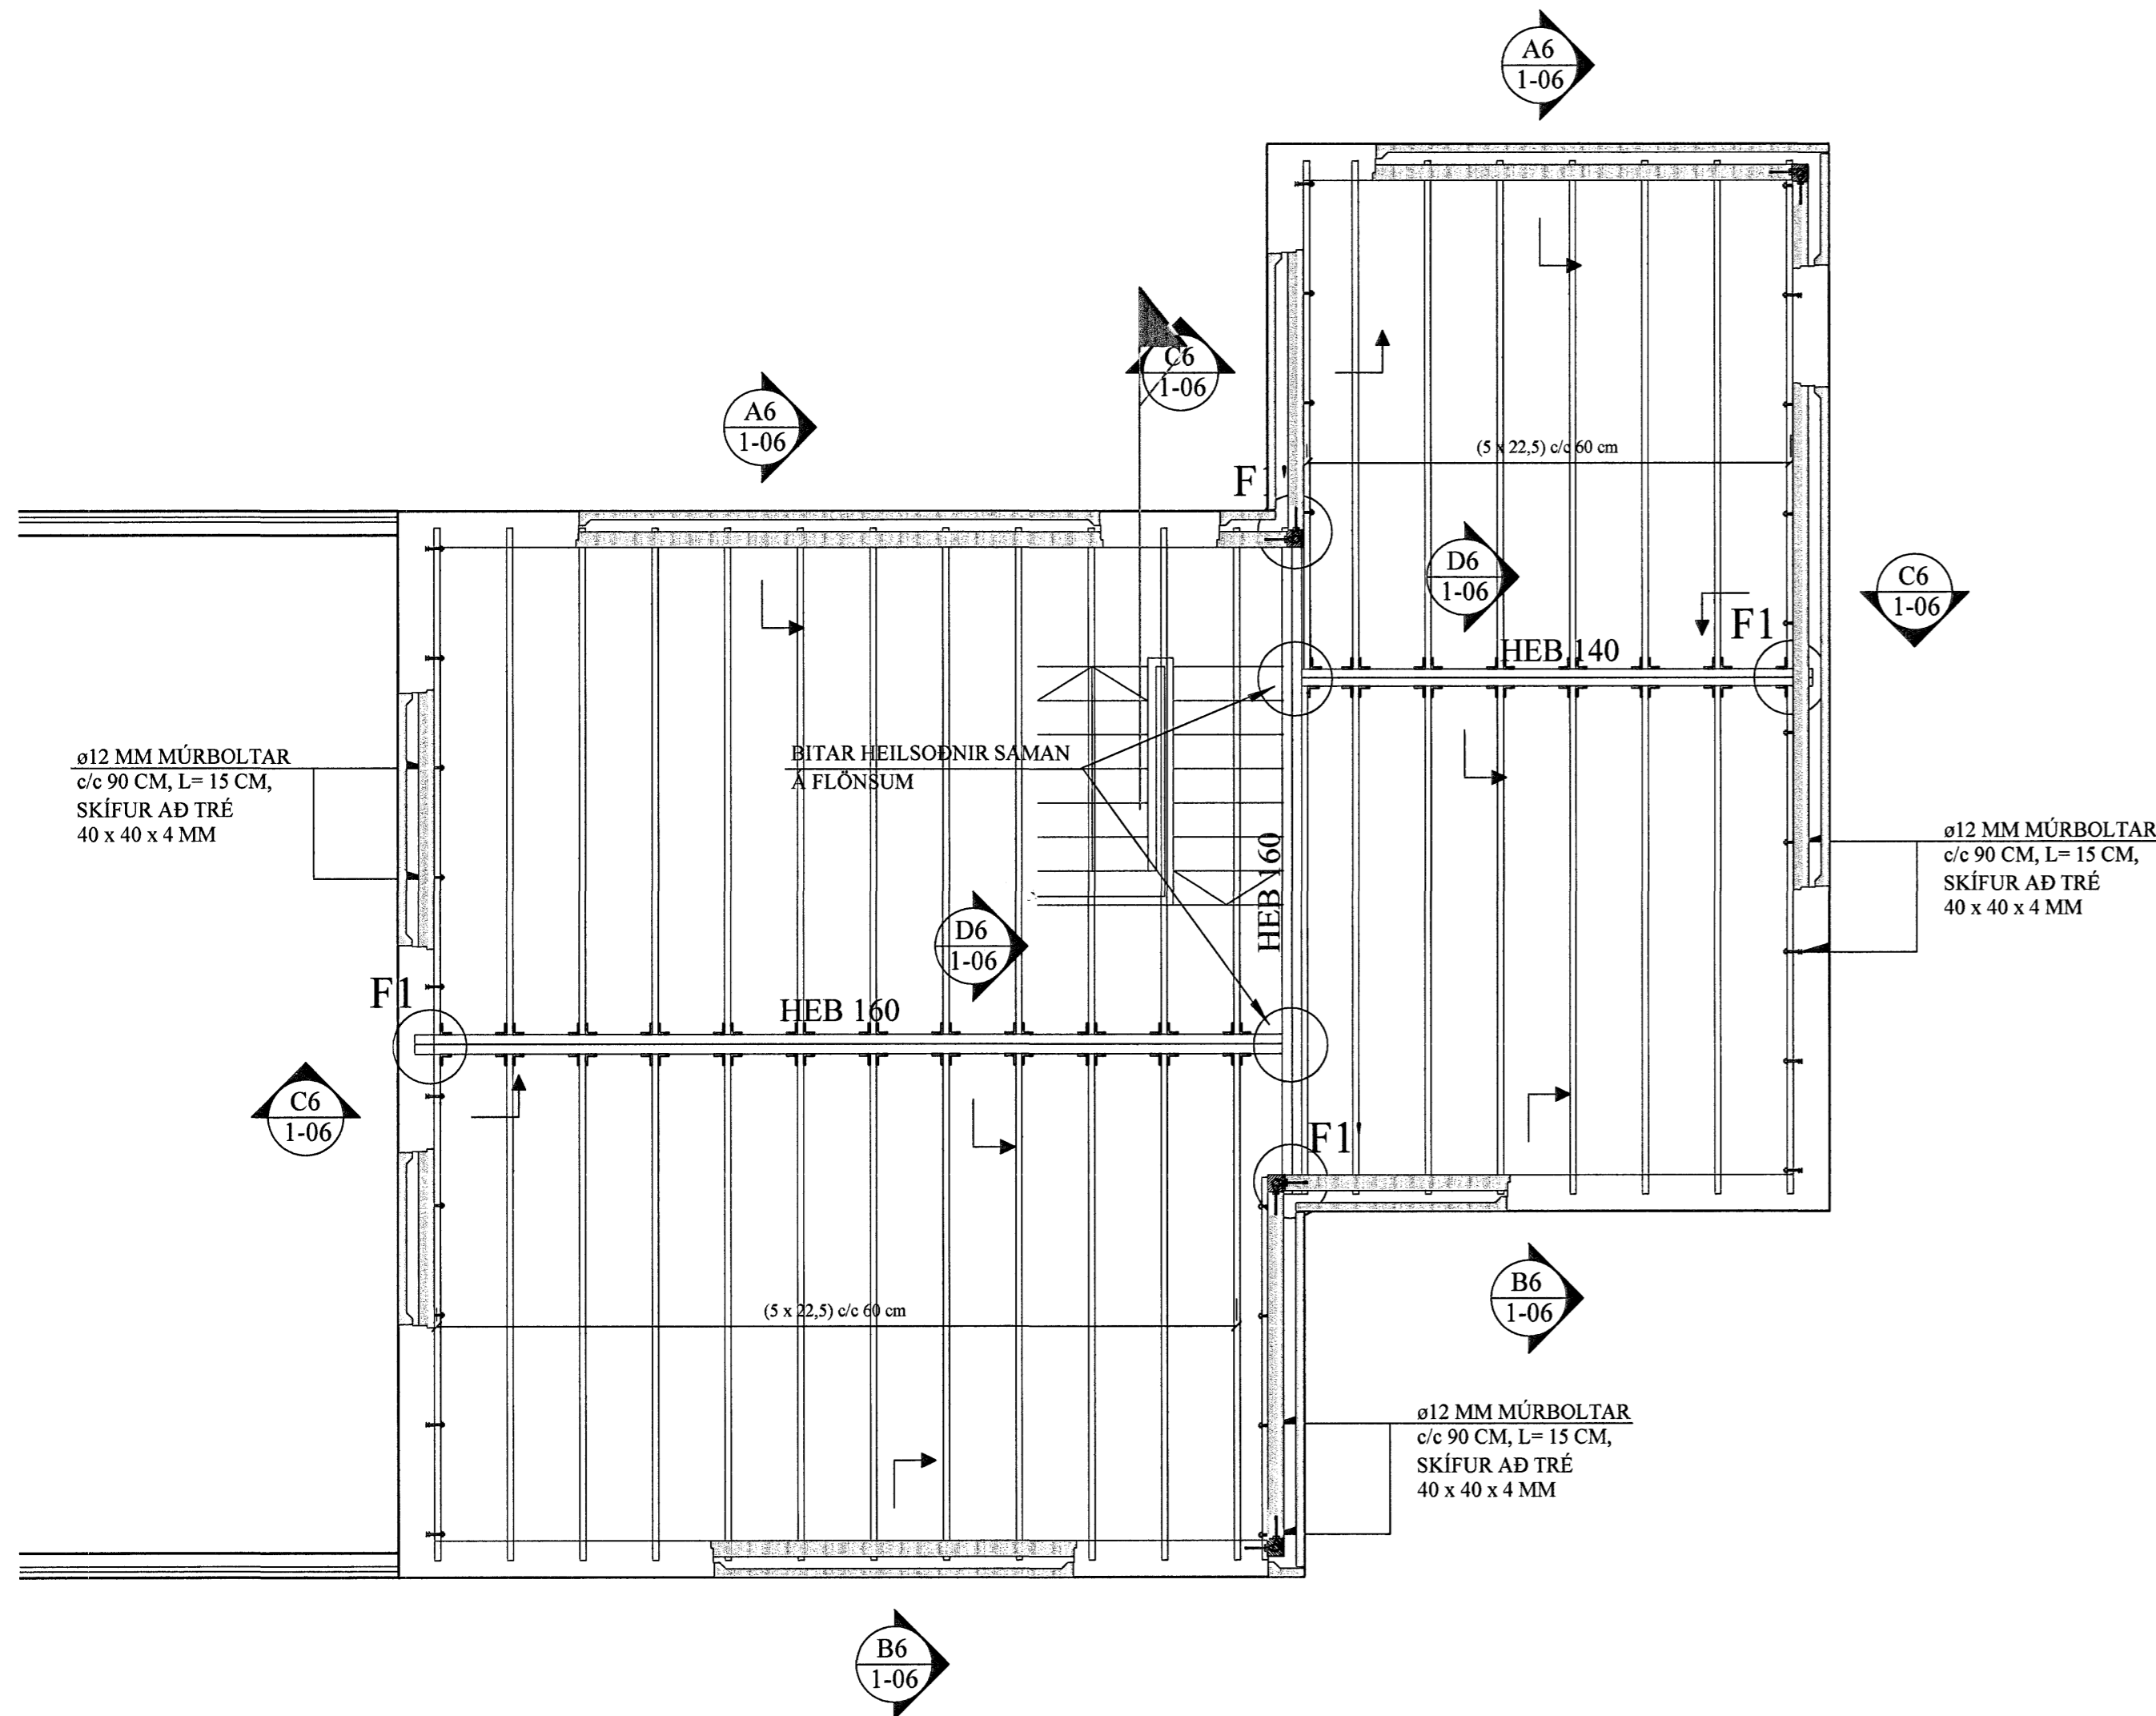 A6
1-06
C6
1-06
A6
1-06
(5 x 22,5) c/c 60 cm
F1
D6
1-06
C6
1-06
F1
HEB 140
ø12 MM MÚRBOLTAR
c/c 90 CM, L= 15 CM,
SKÍFUR AÐ TRÉ
40 x 40 x 4 MM
BITAR HEILSOÐNIR SAMAN
Á FLÖNSUM
HEB 160
ø12 MM MÚRBOLTAR
c/c 90 CM, L= 15 CM,
SKÍFUR AÐ TRÉ
40 x 40 x 4 MM
D6
1-06
F1
HEB 160
C6
1-06
F1
B6
1-06
(5 x 22,5) c/c 60 cm
ø12 MM MÚRBOLTAR
c/c 90 CM, L= 15 CM,
SKÍFUR AÐ TRÉ
40 x 40 x 4 MM
B6
1-06